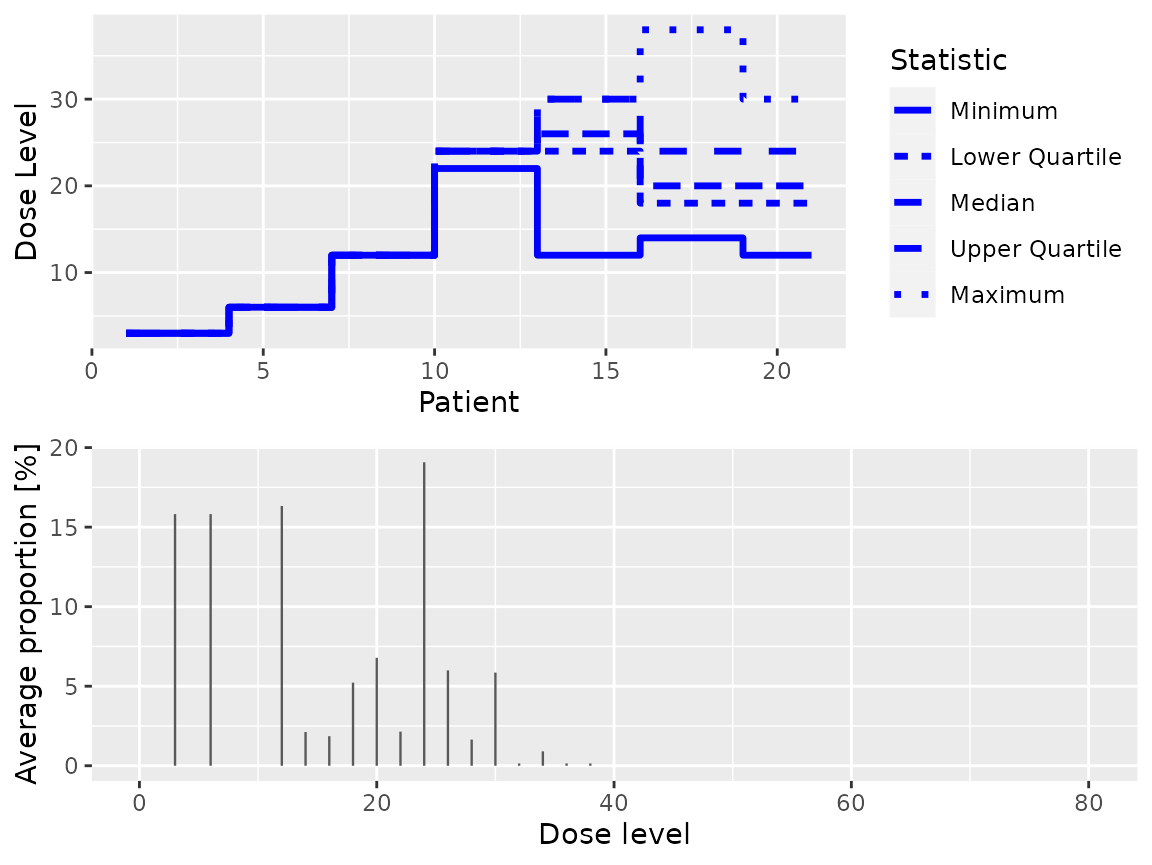 Dose Level
30
20
10
0
5
10
15
20
Patient
Statistic
Minimum
Lower Quartile
Median
Upper Quartile
Maximum
Average proportion [%]
20
15
10
5
0
0
20
40
60
80
Dose level